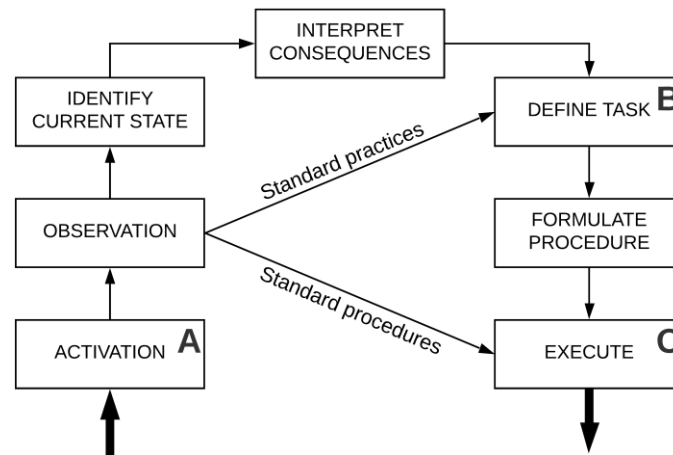 INTERPRET
CONSEQUENCES
IDENTIFY
CURRENT STATE
DEFINE TASK
B
Standard practices
OBSERVATION
FORMULATE
PROCEDURE
Standard procedures
ACTIVATION
A
EXECUTE
C